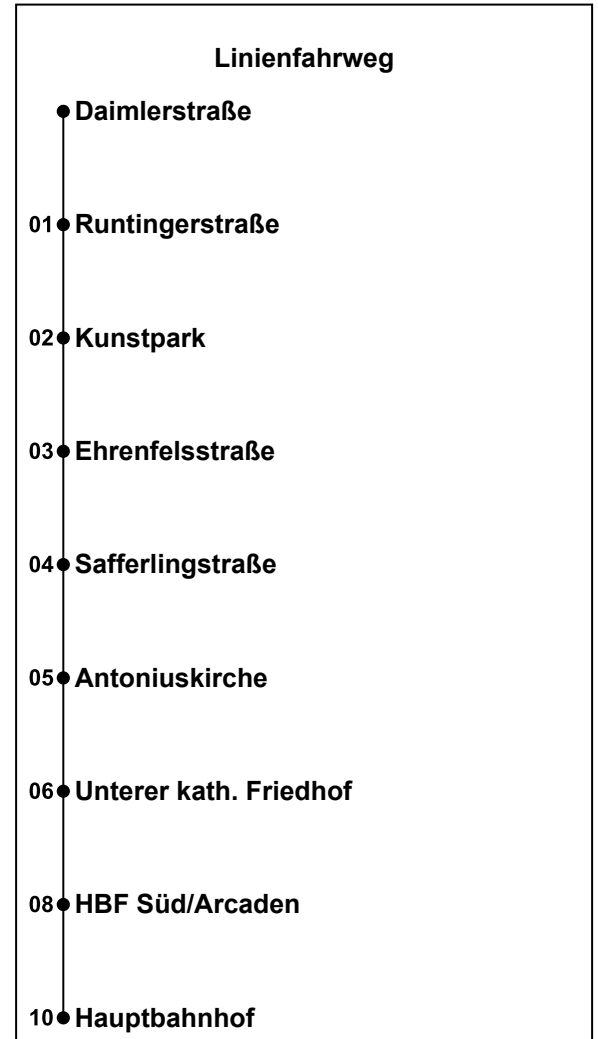 Linienfahrweg
Daimlerstraße
01 Runtingerstraße
02 Kunstpark
03 Ehrenfelsstraße
04 Safferlingstraße
05 Antoniuskirche
06 Unterer kath. Friedhof
08 HBF Süd/Arcaden
10 Hauptbahnhof